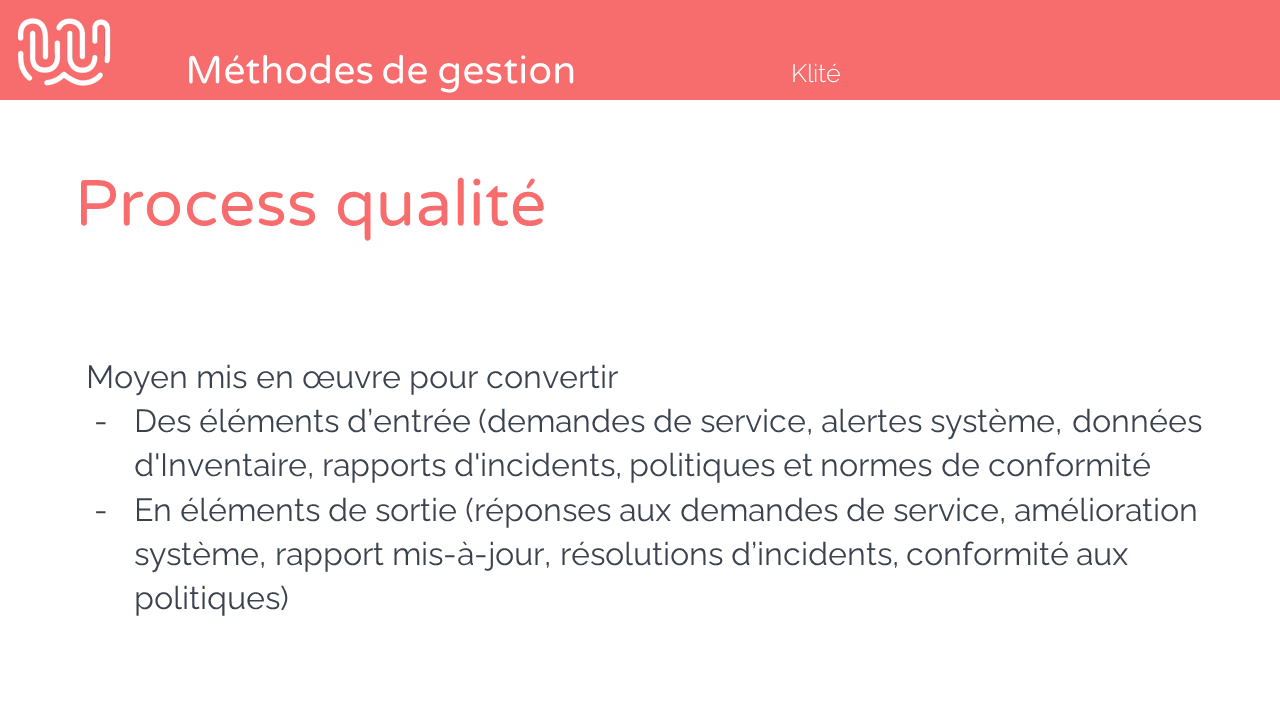 Méthodes de gestion
Klité
Process qualité
Moyen mis en œuvre pour convertir
- Des éléments d’entrée (demandes de service, alertes système, données
d'Inventaire, rapports d'incidents, politiques et normes de conformité
- En éléments de sortie (réponses aux demandes de service, amélioration
système, rapport mis-à-jour, résolutions d’incidents, conformité aux
politiques)